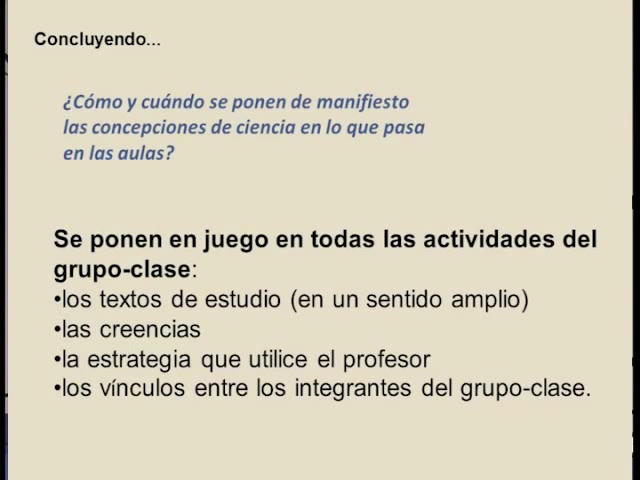 Concluyendo...
¿Cómo y cuándo se ponen de manifiesto
las concepciones de ciencia en lo que pasa
en las aulas?
Se ponen en juego en todas las actividades del
grupo-clase:
•los textos de estudio (en un sentido amplio)
•las creencias
•la estrategia que utilice el profesor
•los vínculos entre los integrantes del grupo-clase.